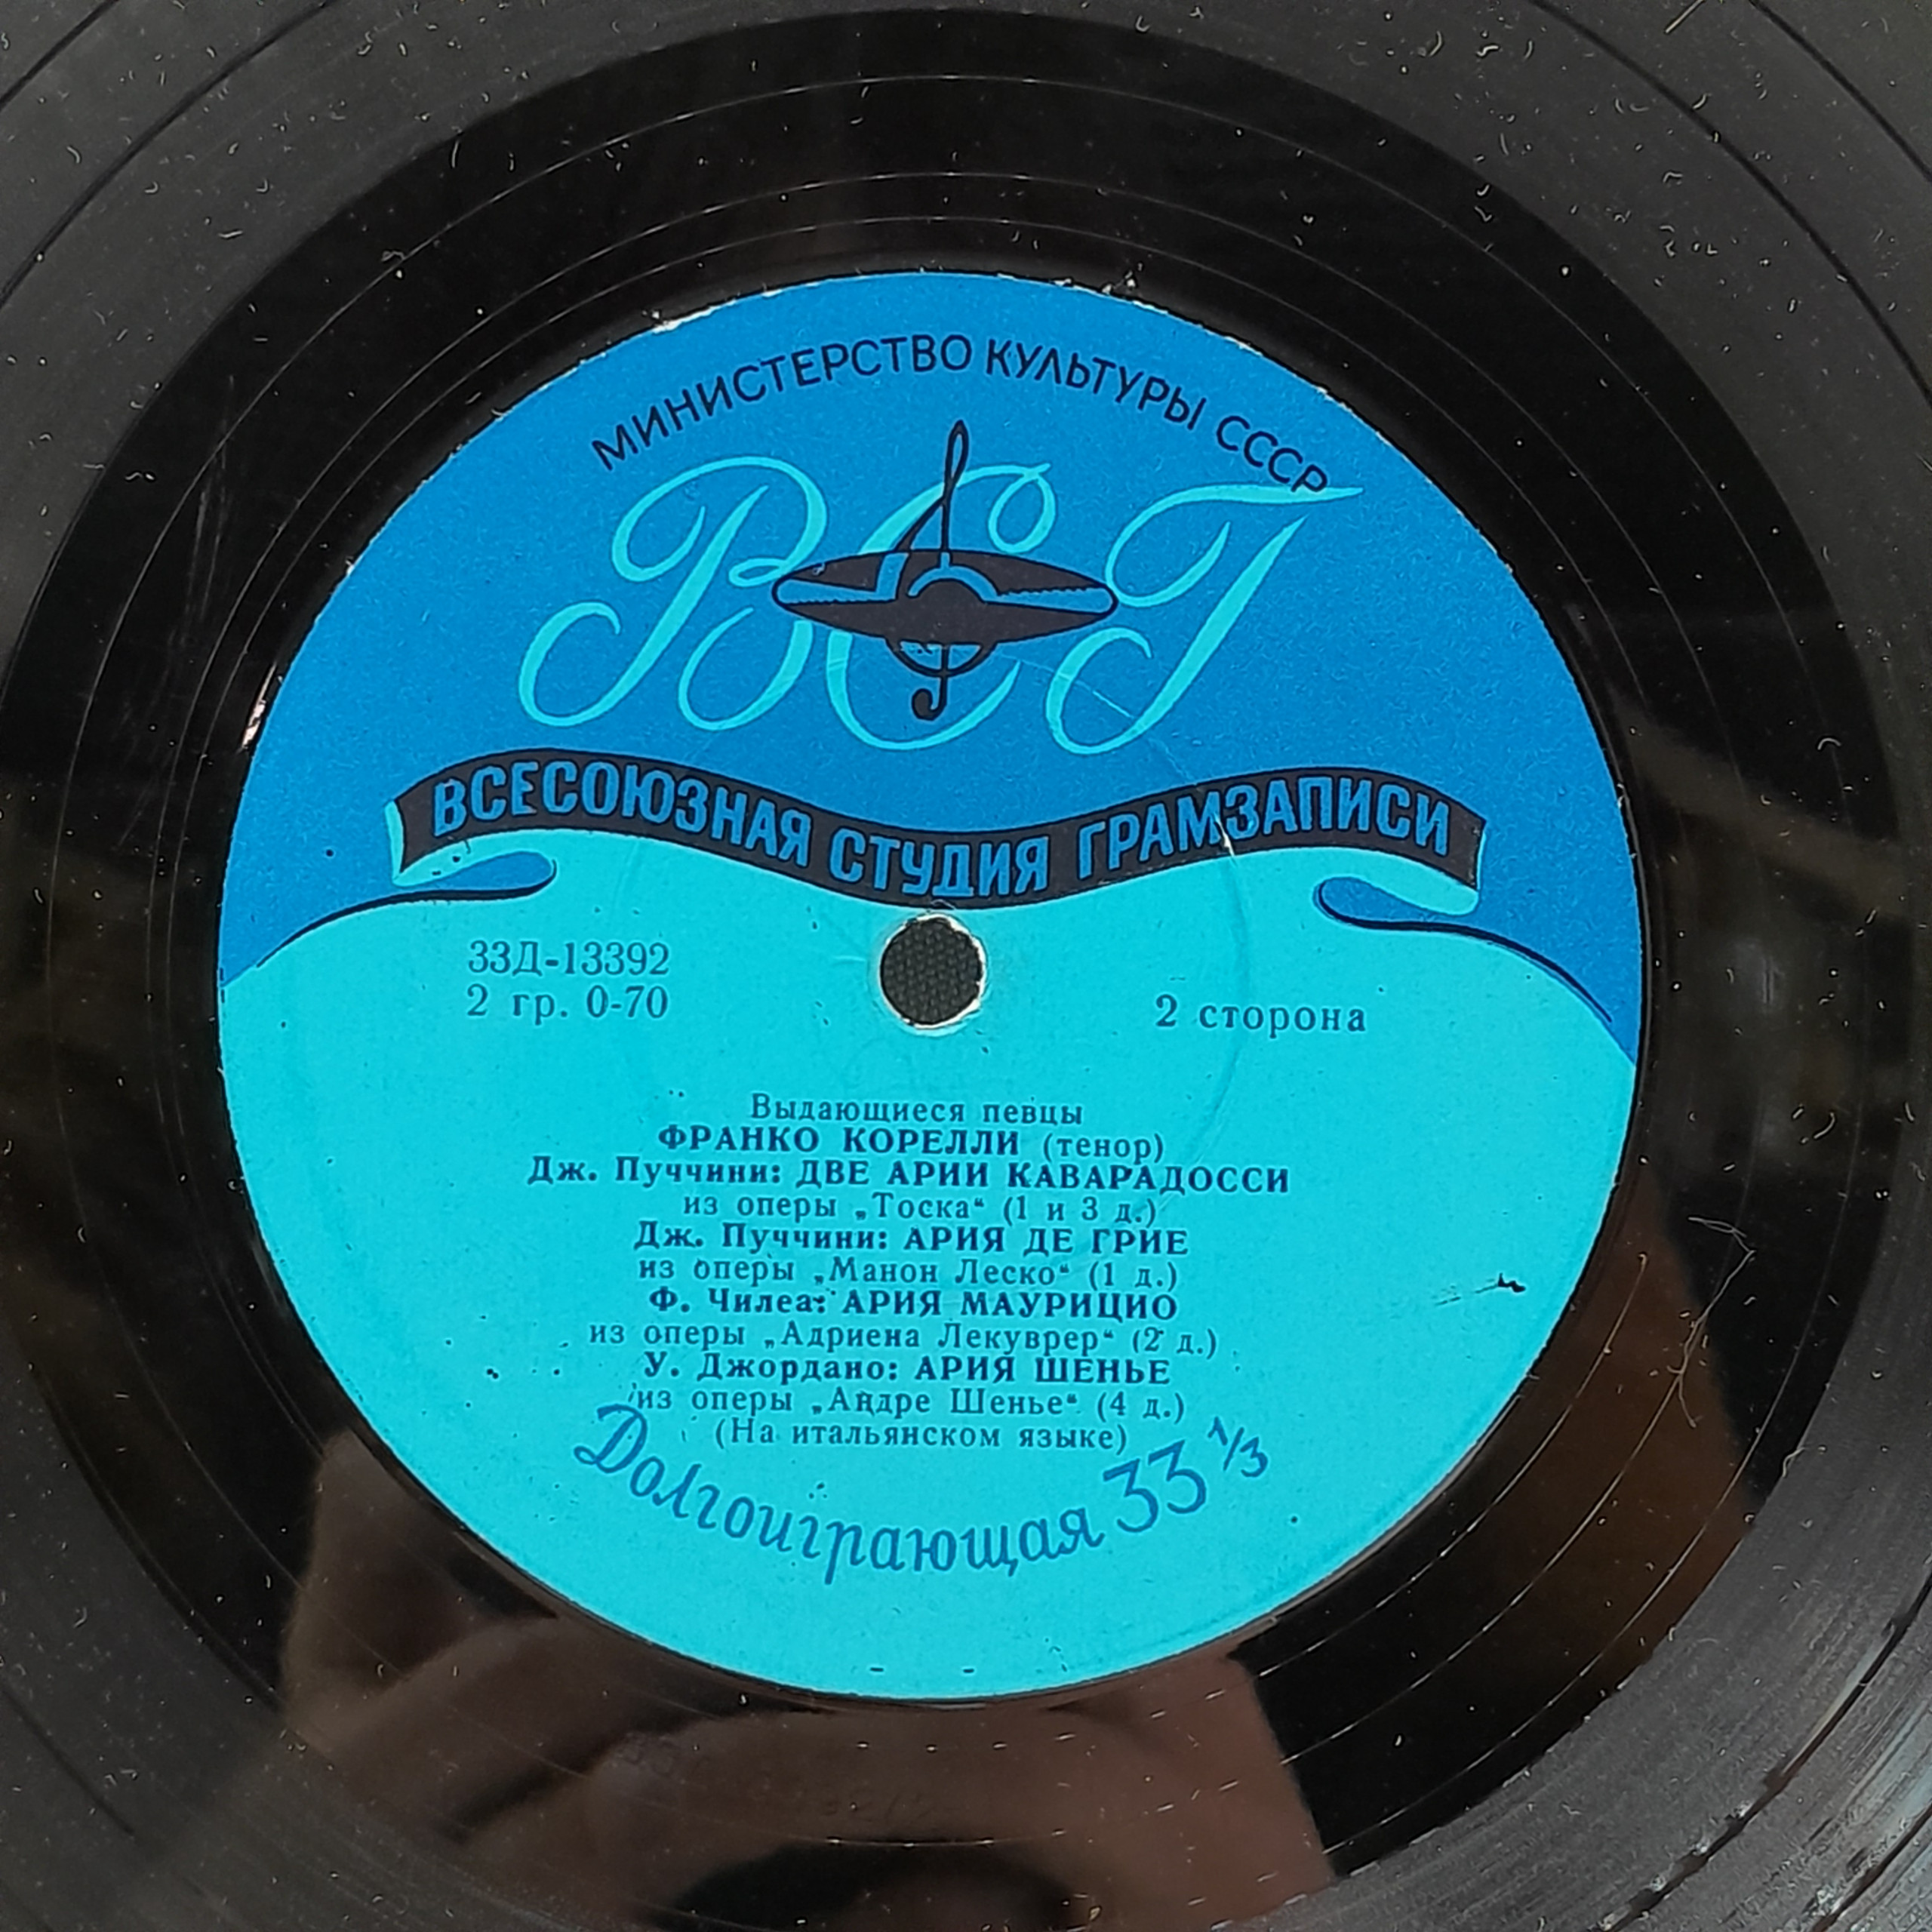 МИНИСТЕРСТВО КУЛЬТУРЫ СССР
ВСГ
ВСЕСОЮЗНАЯ СТУДИЯ ГРАМЗАПИСИ
33Д-13392
2 гр. 0-70
2 сторона
Выдающиеся певцы
ФРАНКО КОРЕЛЛИ (тенор)
Дж. Пуччини: ДВЕ АРИИ КАВАРАДОССИ
из оперы „Тоска“ (1 и 3 д.)
Дж. Пуччини: АРИЯ ДЕ ГРИЕ
из оперы „Манон Леско“ (1 д.)
Ф. Чилеа: АРИЯ МАУРИЦИО
из оперы „Адриена Лекуврер“ (2 д.)
У. Джордано: АРИЯ ШЕНЬЕ
из оперы „Андре Шенье“ (4 д.)
(На итальянском языке)
Долгоиграющая 33 1/3